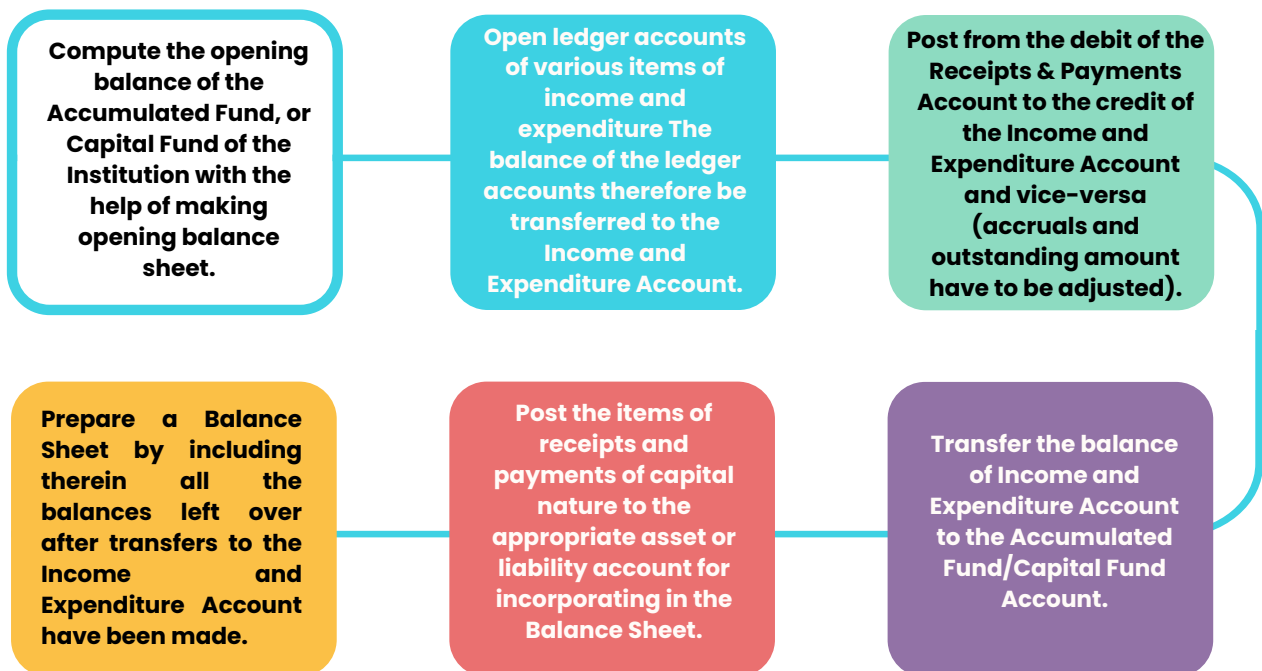 Compute the opening
balance of the
Accumulated Fund, or
Capital Fund of the
Institution with the
help of making
opening balance
sheet.
Open ledger accounts
of various items of
income and
expenditure The
balance of the ledger
accounts therefore be
transferred to the
Income and
Expenditure Account.
Post from the debit of the
Receipts & Payments
Account to the credit of
the Income and
Expenditure Account
and vice-versa
(accruals and
outstanding amount
have to be adjusted).
Transfer the balance
of Income and
Expenditure Account
to the Accumulated
Fund/Capital Fund
Account.
Post the items of
receipts and
payments of capital
nature to the
appropriate asset or
liability account for
incorporating in the
Balance Sheet.
Prepare a Balance
Sheet by including
therein all the
balances left over
after transfers to the
Income and
Expenditure Account
have been made.